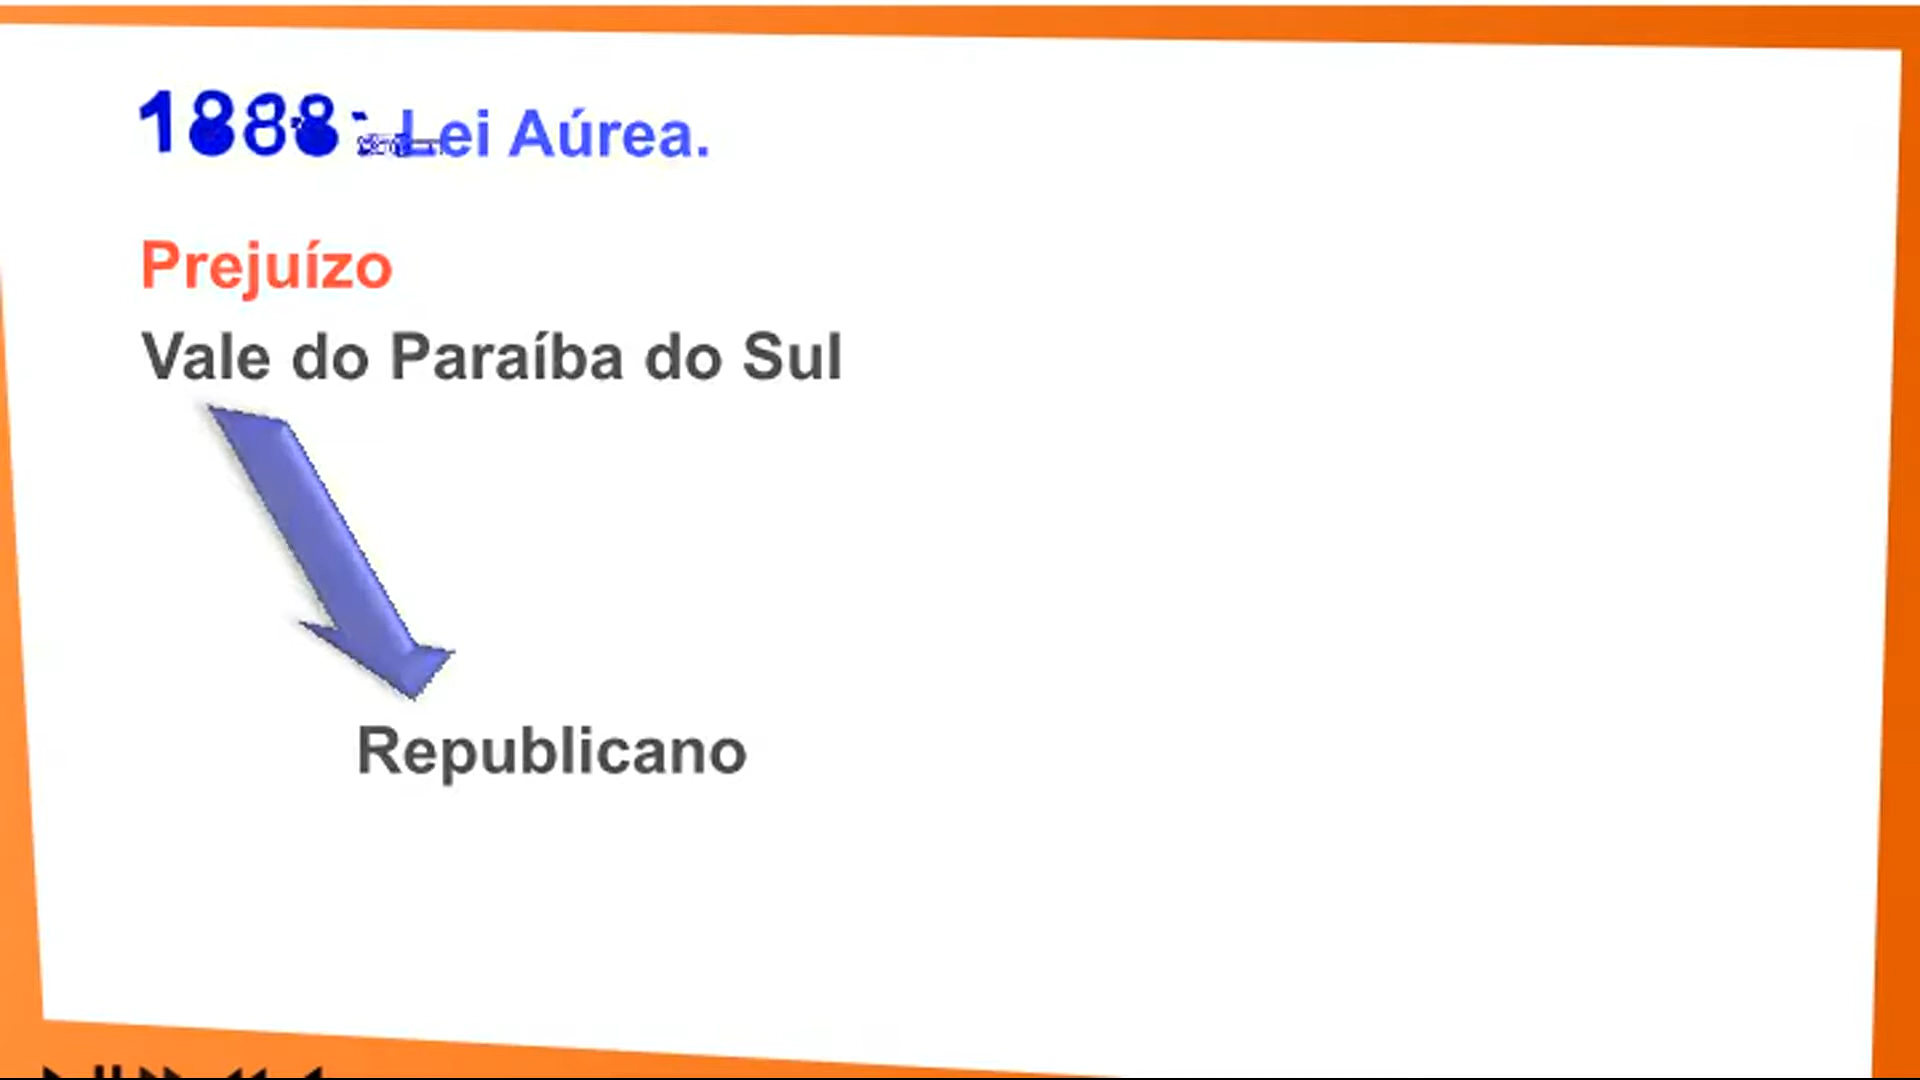 1888: Lei Aúrea.
Prejuízo
Vale do Paraíba do Sul
Republicano